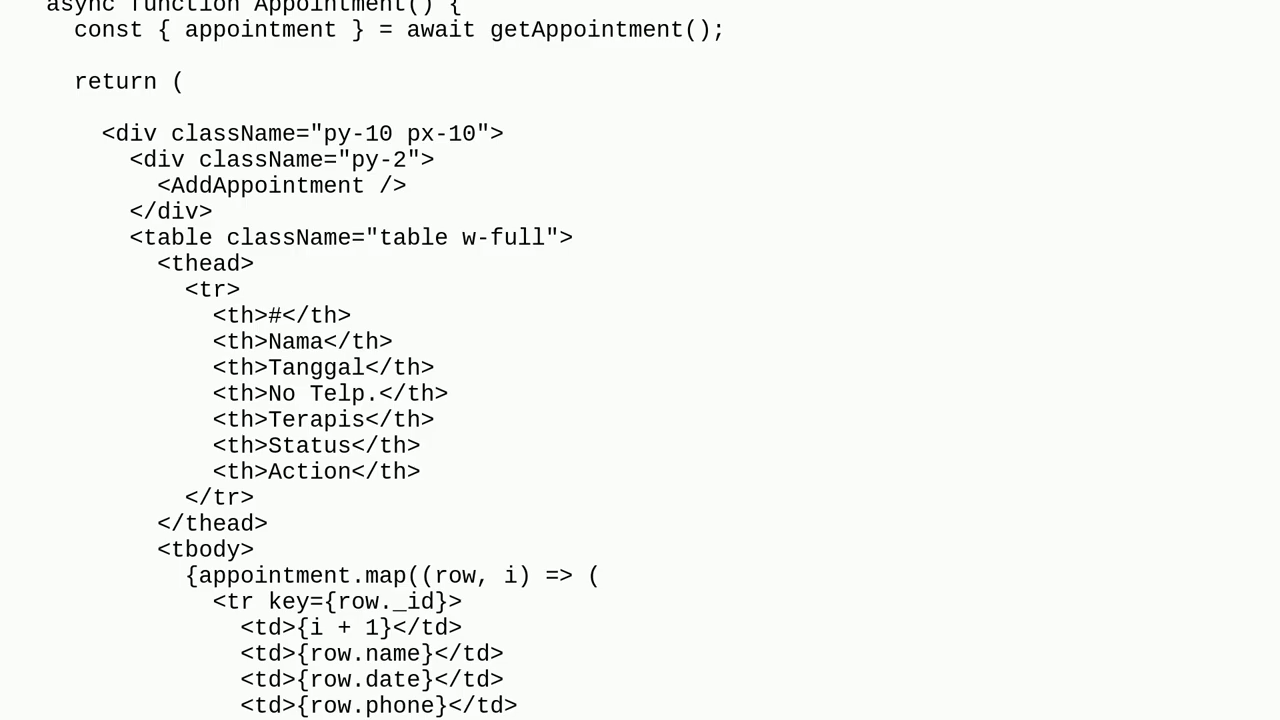 async function Appointment() {
const { appointment } = await getAppointment();
return (
<div className="py-10 px-10">
<div className="py-2">
<AddAppointment />
</div>
<table className="table w-full">
<thead>
<tr>
<th>#</th>
<th>Nama</th>
<th>Tanggal</th>
<th>No Telp.</th>
<th>Terapis</th>
<th>Status</th>
<th>Action</th>
</tr>
</thead>
<tbody>
{appointment.map((row, i) => (
<tr key={row._id}>
<td>{i + 1}</td>
<td>{row.name}</td>
<td>{row.date}</td>
<td>{row.phone}</td>